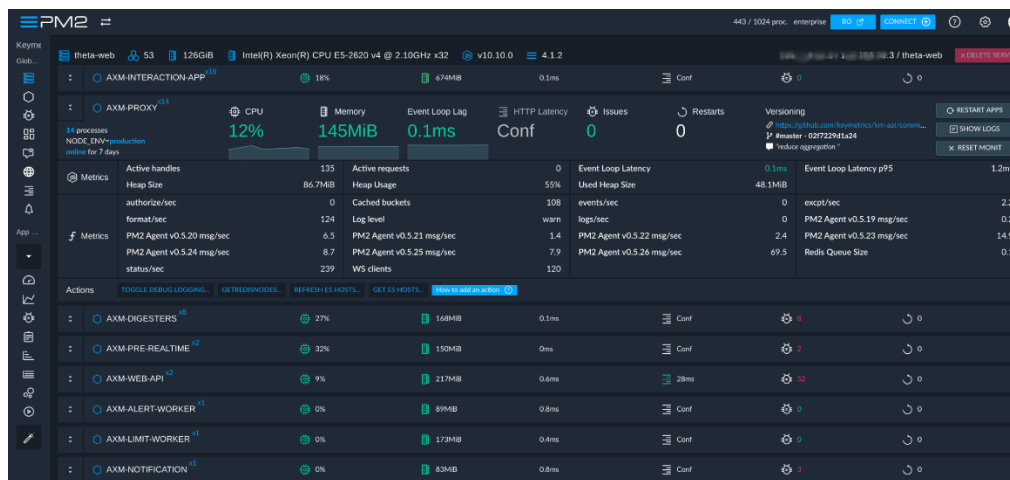 PM2
443 / 1024 proc. enterprise BO CONNECT
Keyme
Glob...
theta-web 53 126GiB Intel(R) Xeon(R) CPU E5-2620 v4 @ 2.10GHz x32 v10.10.0 4.1.2 .3 / theta-web × DELETE SERV
AXM-INTERACTION-APP x16 18% 674MiB 0.1ms Conf 0 0
AXM-PROXY x14 CPU Memory Event Loop Lag HTTP Latency Issues Restarts Versioning RESTART APPS
14 processes 12% 145MiB 0.1ms Conf 0 0 https://github.com/keymetrics/km-api/commi... SHOW LOGS
NODE_ENV=production #master - 02f7229d1a24
online for 7 days "reduce aggregation" × RESET MONIT
Metrics
Active handles 135 Active requests 0 Event Loop Latency 0.1ms Event Loop Latency p95 1.2m
Heap Size 86.7MiB Heap Usage 55% Used Heap Size 48.1MiB
authorize/sec 0 Cached buckets 108 events/sec 0 excpt/sec 2.2
format/sec 124 Log level warn logs/sec 0 PM2 Agent v0.5.19 msg/sec 0.
Metrics PM2 Agent v0.5.20 msg/sec 6.5 PM2 Agent v0.5.21 msg/sec 1.4 PM2 Agent v0.5.22 msg/sec 2.4 PM2 Agent v0.5.23 msg/sec 14.9
App ...
PM2 Agent v0.5.24 msg/sec 8.7 PM2 Agent v0.5.25 msg/sec 7.9 PM2 Agent v0.5.26 msg/sec 69.5 Redis Queue Size 0.
status/sec 239 WS clients 120
Actions TOGGLE DEBUG LOGGING... GETREDISNODES... REFRESH ES HOSTS... GET ES HOSTS... How to add an action
AXM-DIGESTERS x8 27% 168MiB 0.1ms Conf 8 0
AXM-PRE-REALTIME x2 32% 150MiB 0ms Conf 2 0
AXM-WEB-API x2 9% 217MiB 0.6ms 28ms 52 0
AXM-ALERT-WORKER x1 0% 89MiB 0.8ms Conf 0 0
AXM-LIMIT-WORKER x1 0% 173MiB 0.4ms Conf 0 0
AXM-NOTIFICATION x1 0% 83MiB 0.8ms Conf 3 0